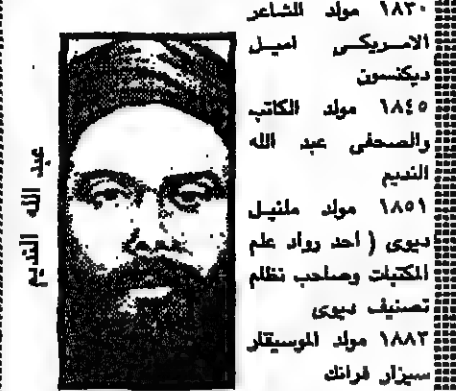 ١٨٣٠ مولد الشاعر
الامريكى اميل
ديكنسون
١٨٤٥ مولد الكاتب
والصحفى عبد الله
النديم
١٨٥١ مولد ملفيل
ديوى ( احد رواد علم
المكتبات وصاحب نظام
تصنيف ديوى
١٨٨٢ مولد الموسيقار
سيزار فرانك
عبد الله النديم